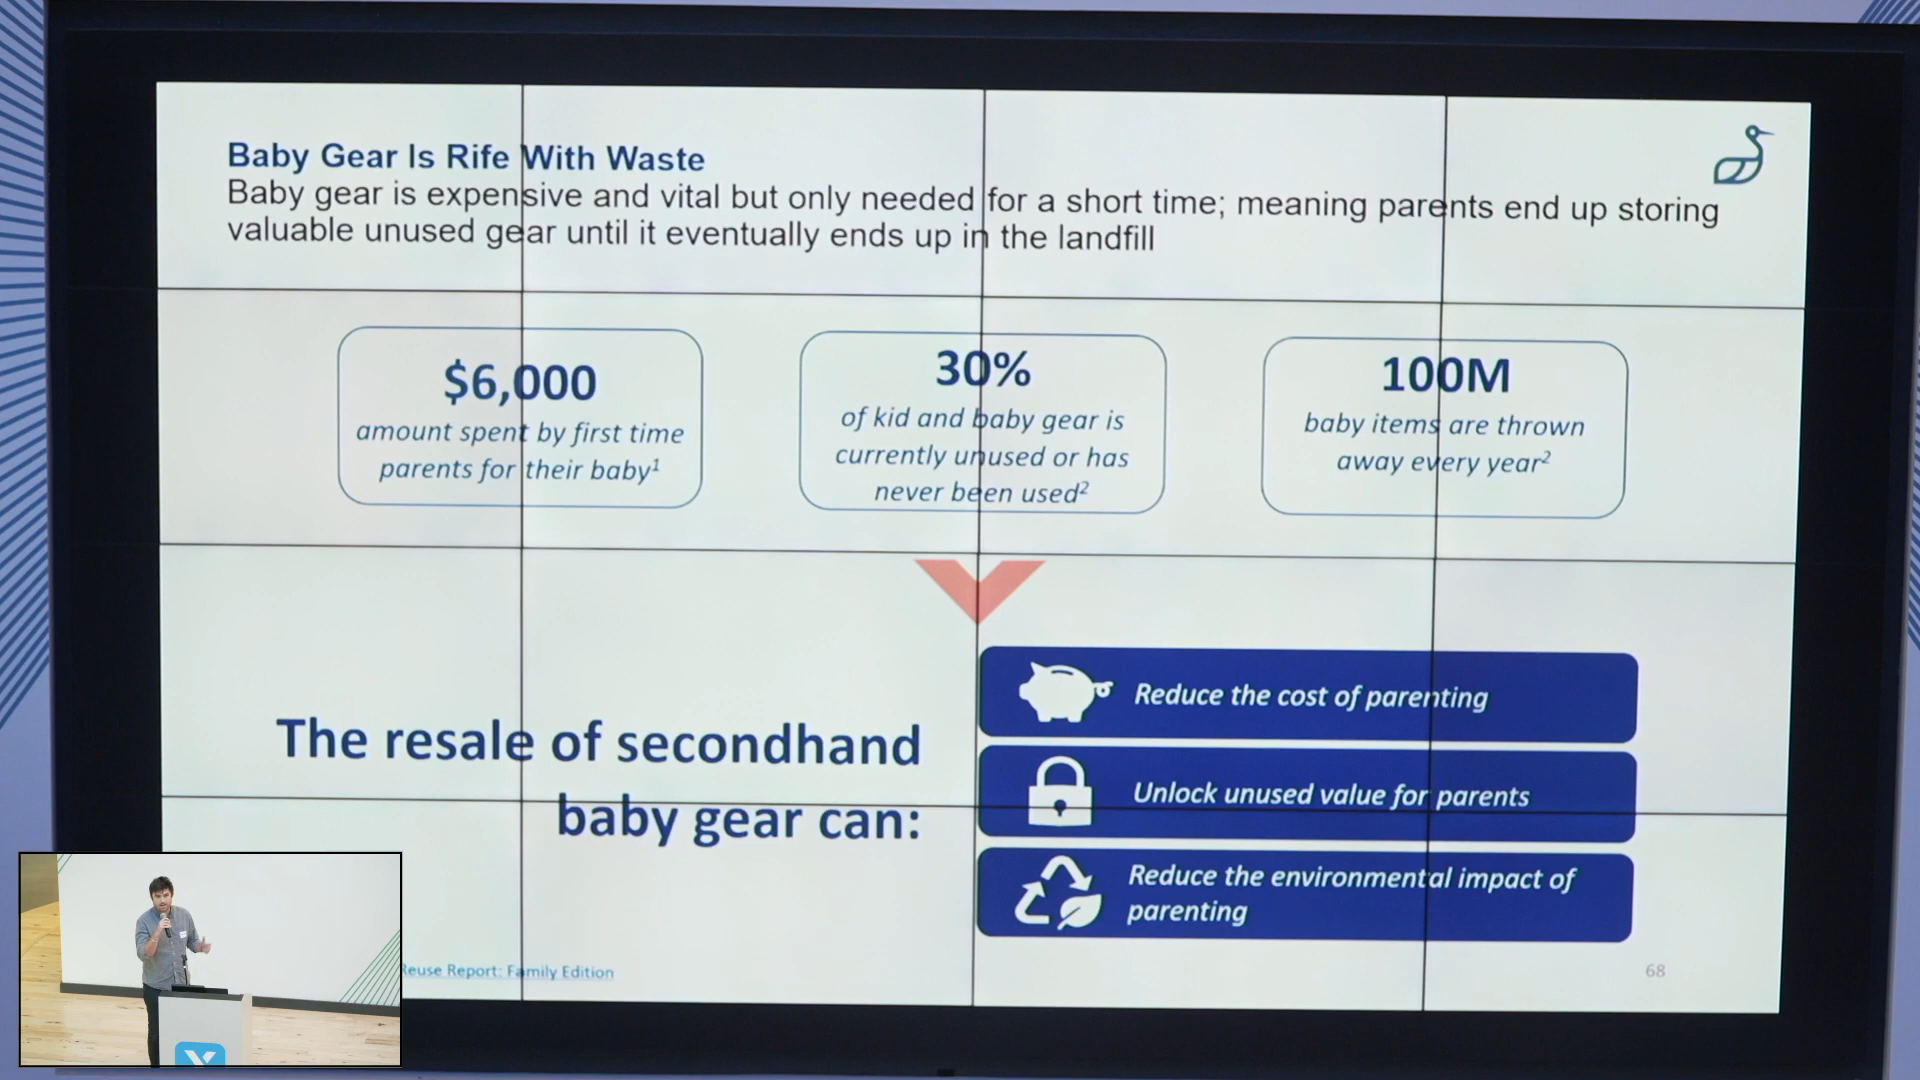 Baby Gear Is Rife With Waste
Baby gear is expensive and vital but only needed for a short time; meaning parents end up storing
valuable unused gear until it eventually ends up in the landfill
$6,000
amount spent by first time
parents for their baby¹
30%
of kid and baby gear is
currently unused or has
never been used²
100M
baby items are thrown
away every year²
The resale of secondhand
baby gear can:
Reduce the cost of parenting
Unlock unused value for parents
Reduce the environmental impact of
parenting
Reuse Report: Family Edition
68